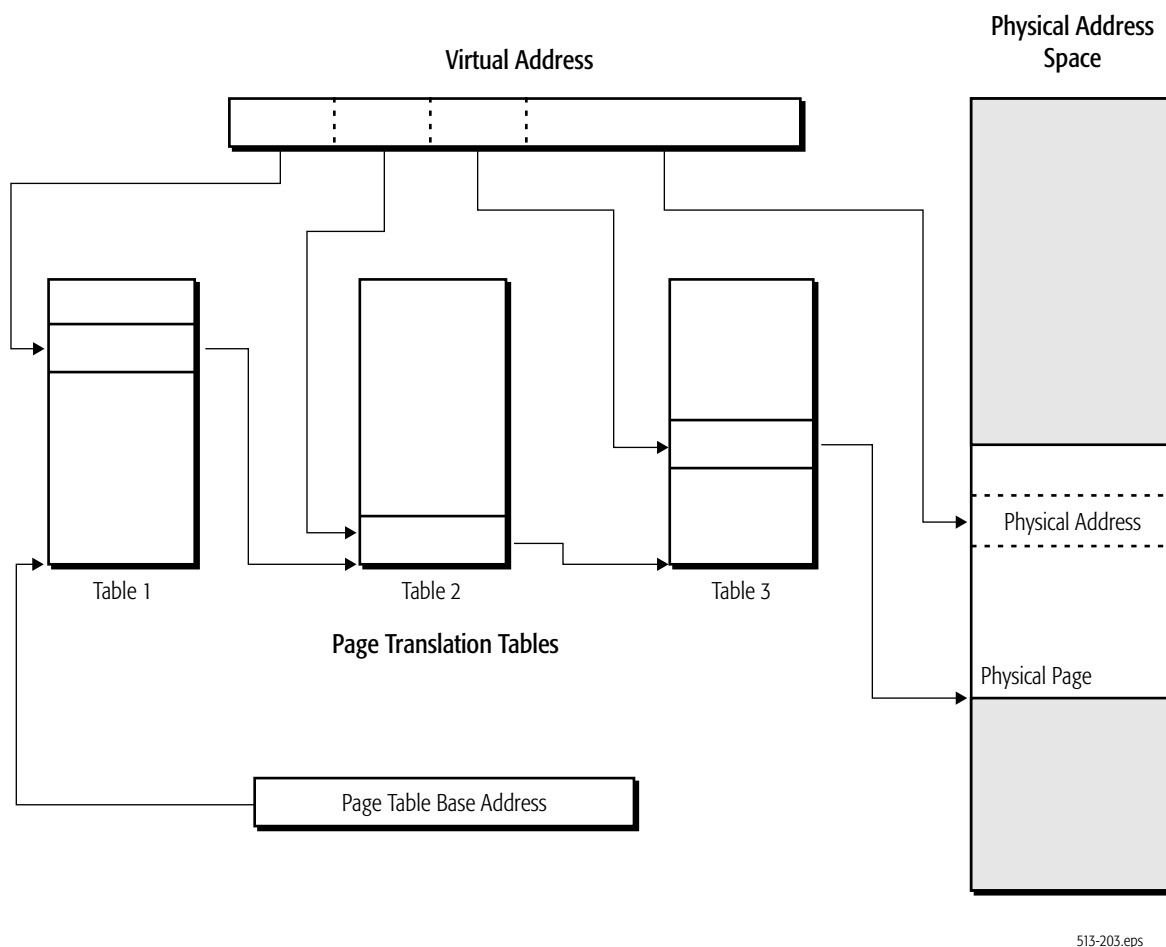 Physical Address
Space
Virtual Address
Physical Address
Table 1
Table 2
Table 3
Page Translation Tables
Physical Page
Page Table Base Address
513-203.eps